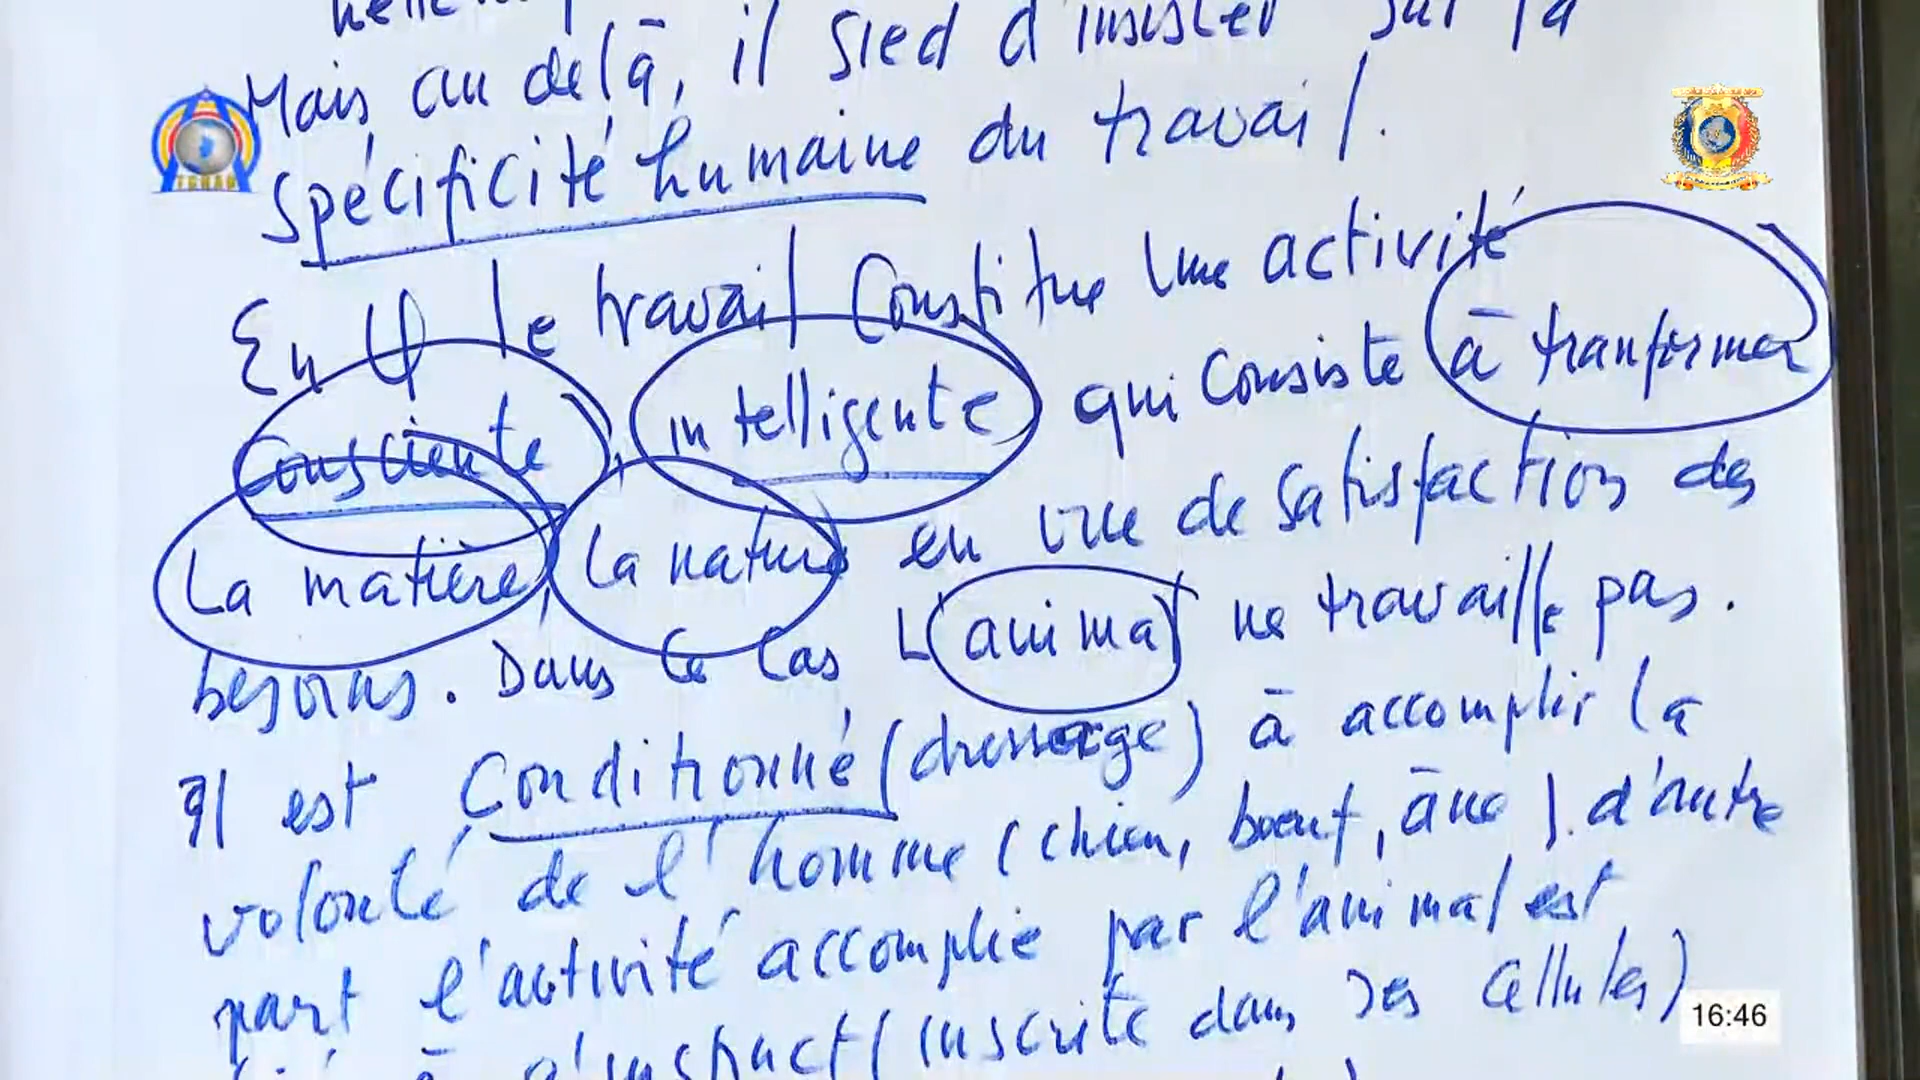 Mais au delà, il sied d'insister sur la
spécificité humaine du travail.
En φ le travail constitue une activité
consciente, intelligente qui consiste à tranformer
la matière, la nature en vue de satisfaction des
besoins. Dans ce cas L'animal ne travaille pas.
Il est conditionné (dressage) à accomplir la
volonté de l'homme (chien, boeuf, âne). d'autre
part l'activité accomplie par l'animal est
à l'instinct (inscrite dans ses cellules)
TCHAD
16:46